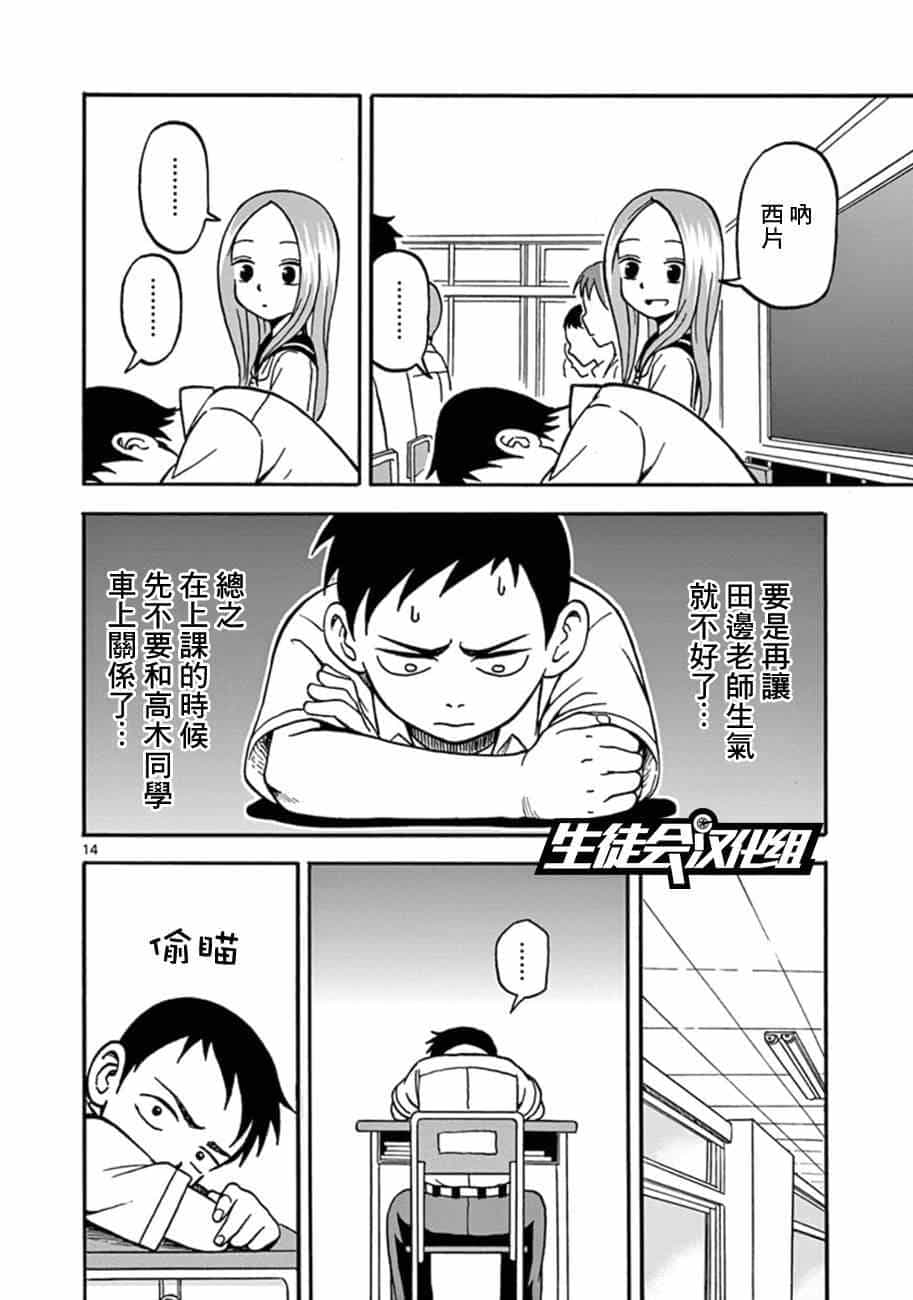 吶
西片
……
……
要是再讓
田邊老師生氣
就不好了…
總之
在上課的時候
先不要和高木同學
車上關係了…
14
生徒会汉化组
……
偷瞄